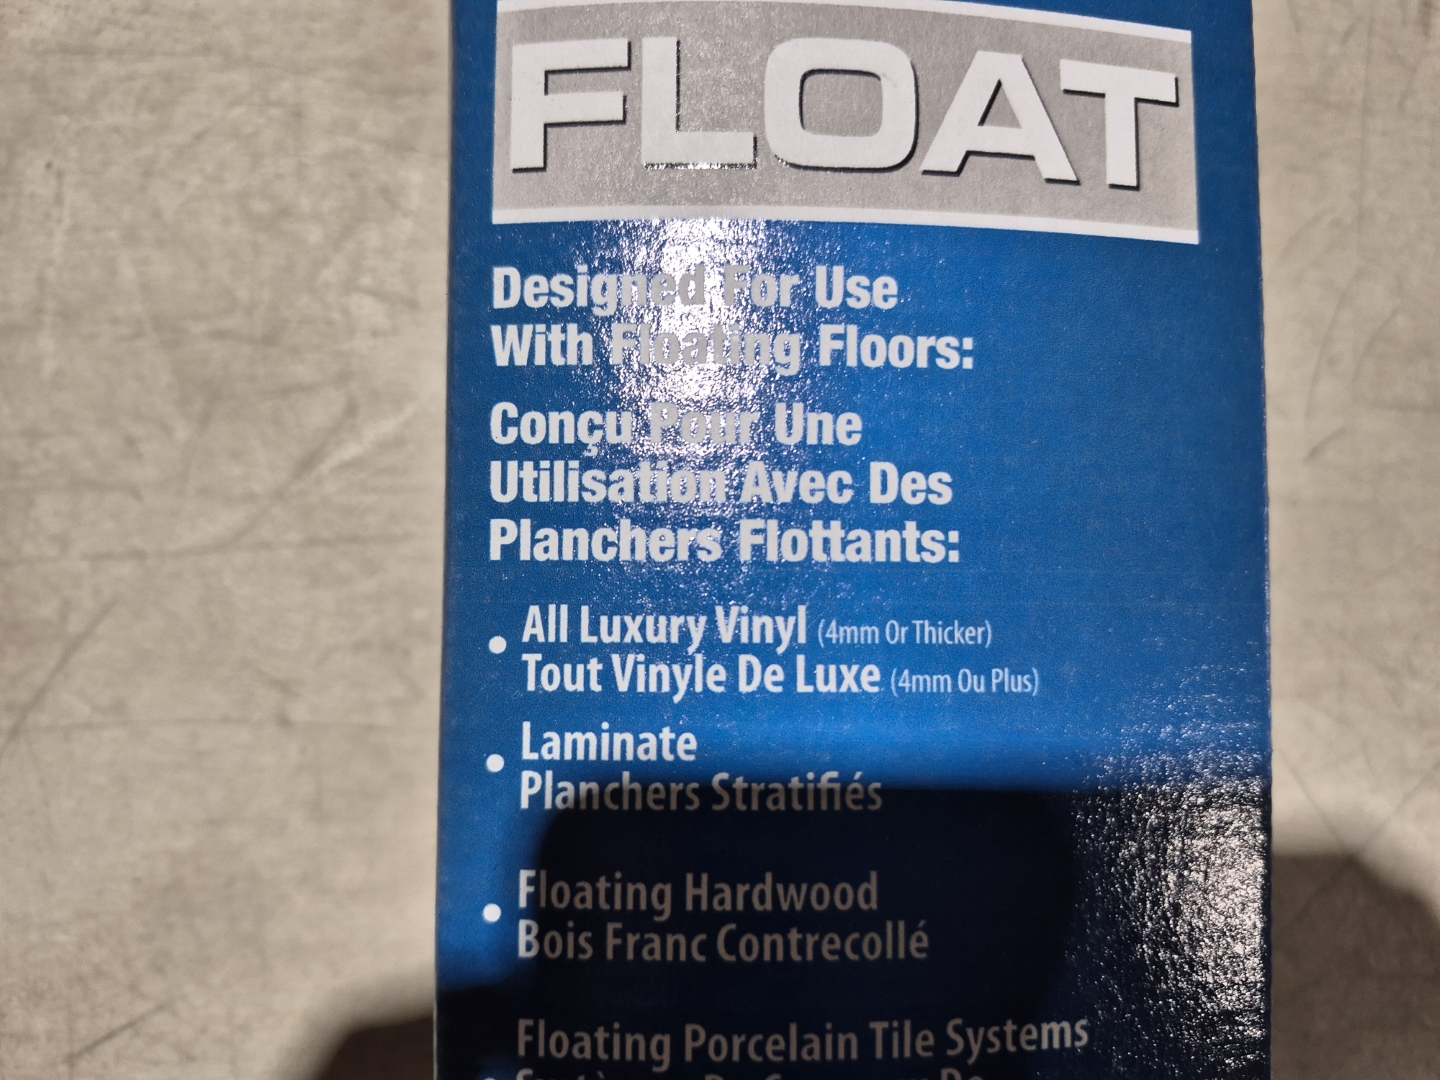 FLOAT
Designed For Use
With Floating Floors:
Conçu Pour Une
Utilisation Avec Des
Planchers Flottants:
• All Luxury Vinyl (4mm Or Thicker)
Tout Vinyle De Luxe (4mm Ou Plus)
• Laminate
Planchers Stratifiés
• Floating Hardwood
Bois Franc Contrecollé
Floating Porcelain Tile Systems